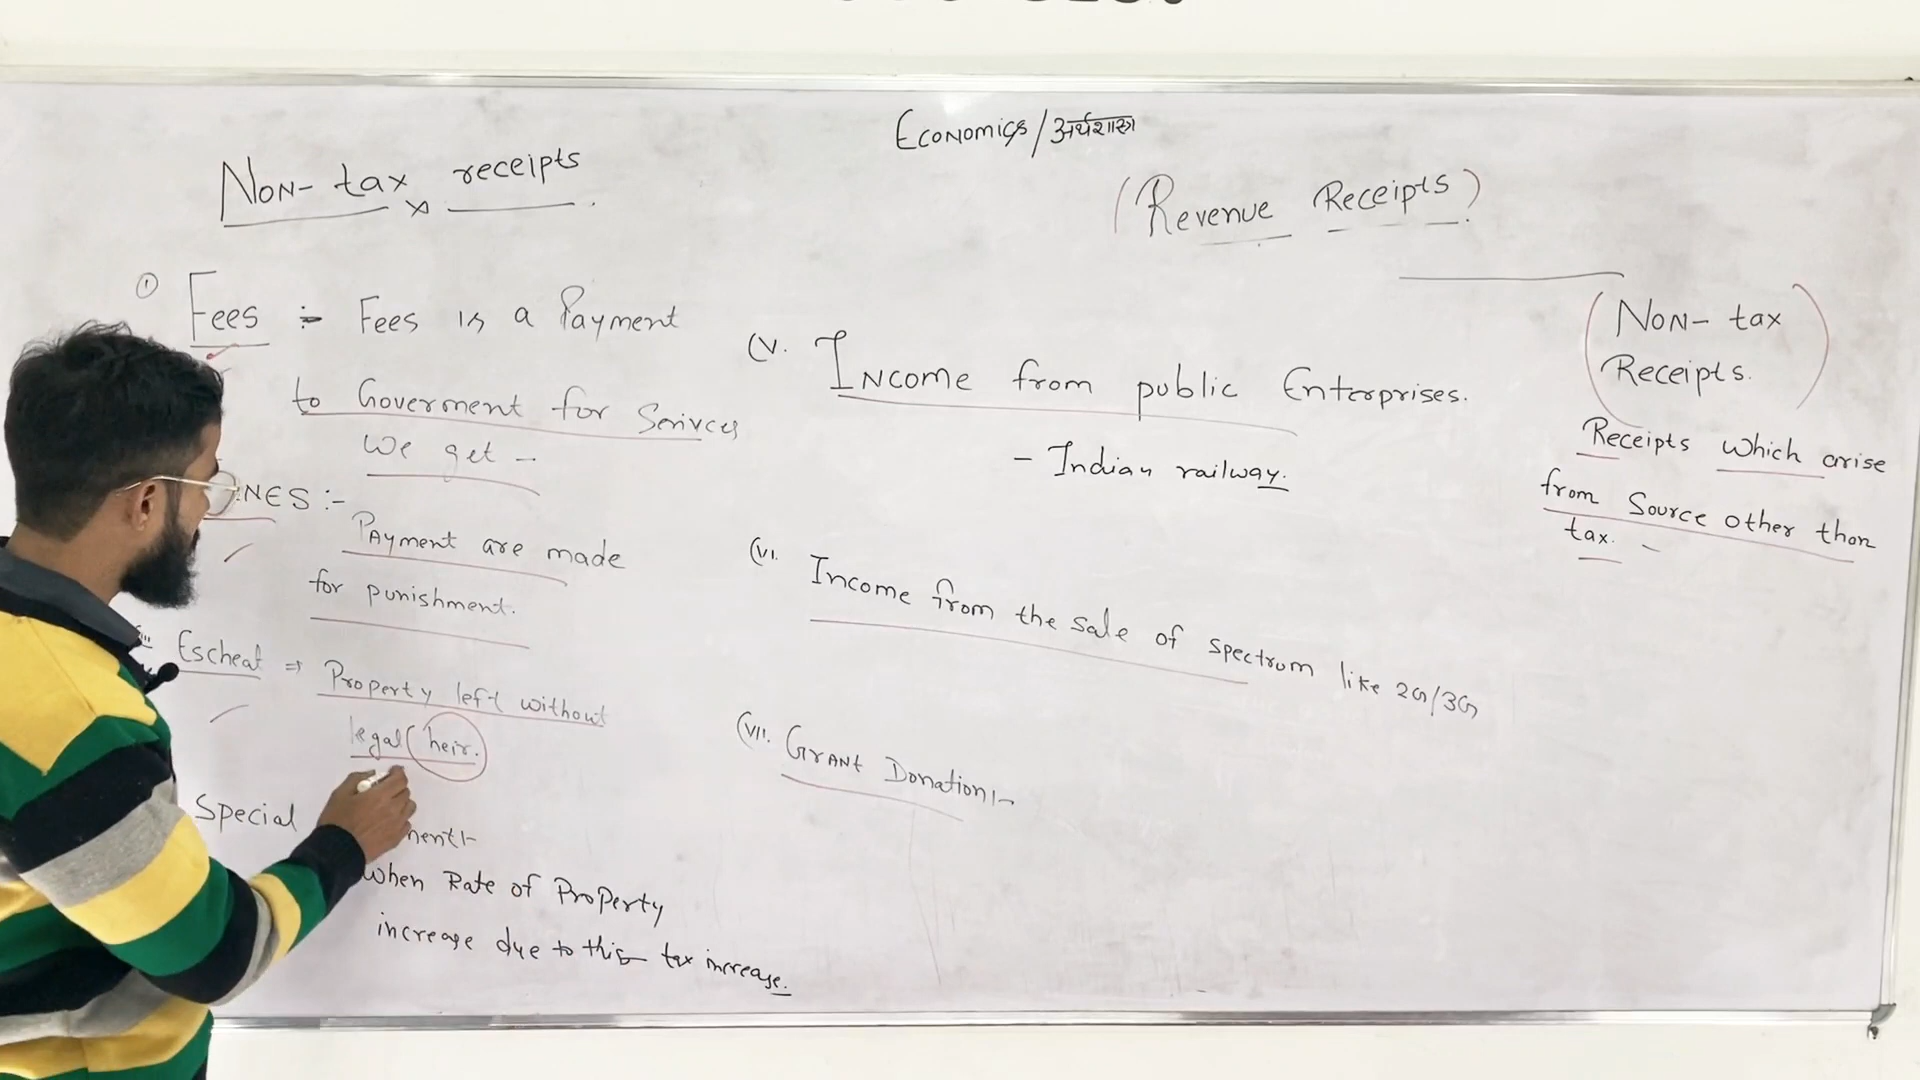 Economics/अर्थशास्त्र
Non-tax receipts
(Revenue Receipts)
① Fees :- Fees is a Payment
to Goverment for Serivces
we get -
INES :-
Payment are made
for punishment.
iii Escheat ⇒ Property left without
legal (heir.
Special
ment:-
when Rate of Property
increase due to this tax increase.
(v. Income from public Enterprises.
- Indian railway.
(vi. Income from the sale of spectrum like 2G/3G
(vii. Grant Donation:-
(Non-tax
Receipts.)
Receipts which arise
from Source other than
tax. -